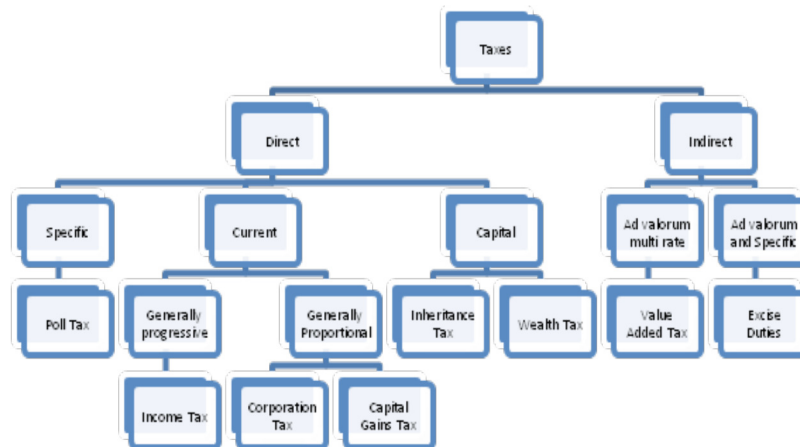 Taxes
Direct
Indirect
Specific
Current
Capital
Ad valorum
multi rate
Ad valorum
and Specific
Poll Tax
Generally
progressive
Generally
Proportional
Inheritance
Tax
Wealth Tax
Value
Added Tax
Excise
Duties
Income Tax
Corporation
Tax
Capital
Gains Tax